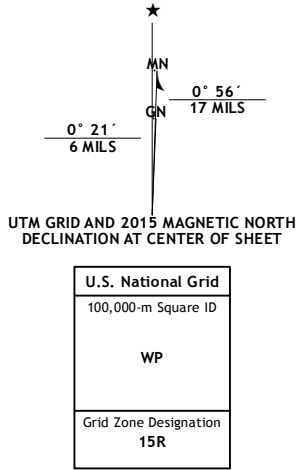 MN
0° 56´
17 MILS
GN
0° 21´
6 MILS
UTM GRID AND 2015 MAGNETIC NORTH
DECLINATION AT CENTER OF SHEET
U.S. National Grid
100,000-m Square ID
WP
Grid Zone Designation
15R